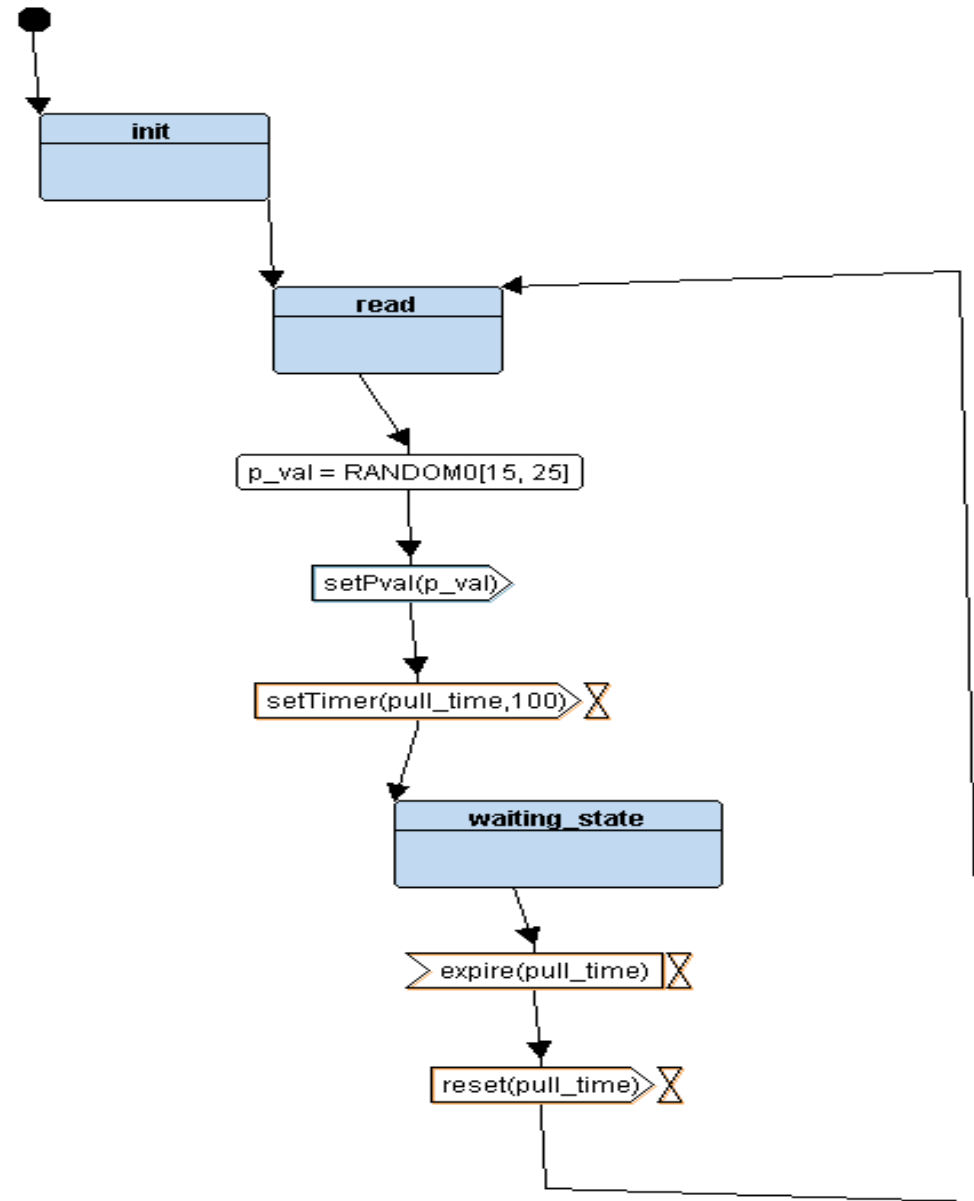 init
read
p_val = RANDOM0[15, 25]
setPval(p_val)
setTimer(pull_time,100)
waiting_state
expire(pull_time)
reset(pull_time)